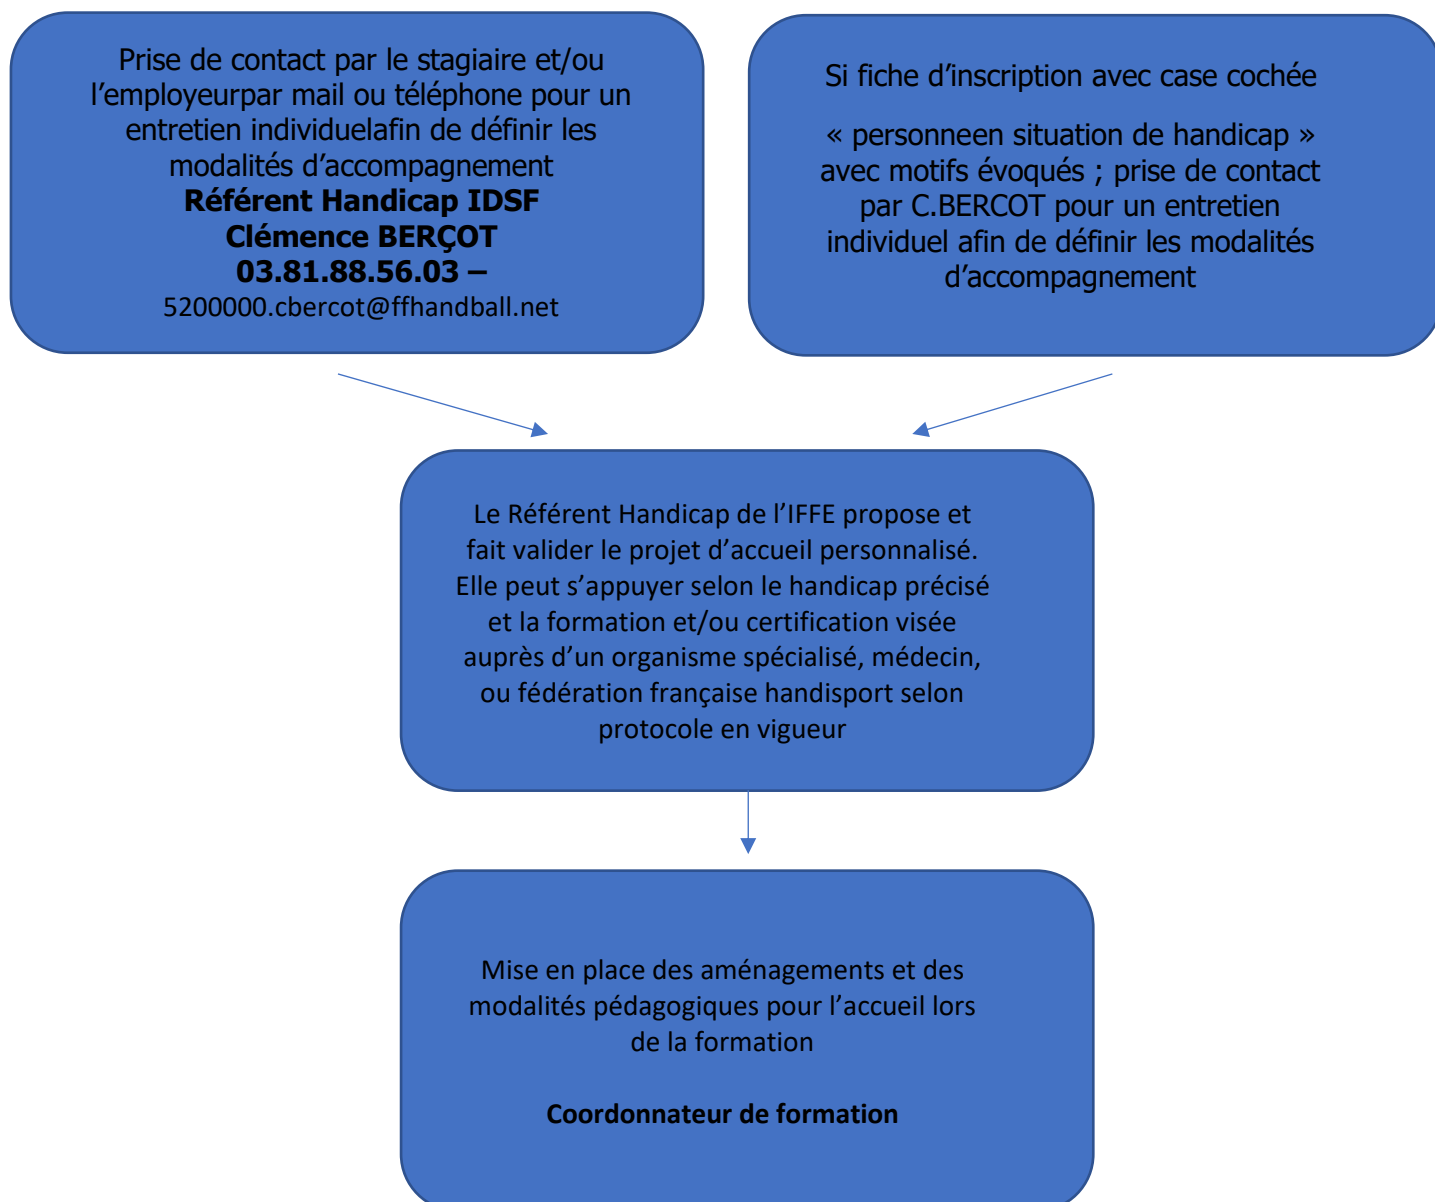 Prise de contact par le stagiaire et/ou
l’employeurpar mail ou téléphone pour un
entretien individuelafin de définir les
modalités d’accompagnement
Référent Handicap IDSF
Clémence BERÇOT
03.81.88.56.03 –
5200000.cbercot@ffhandball.net
Si fiche d’inscription avec case cochée
« personneen situation de handicap »
avec motifs évoqués ; prise de contact
par C.BERCOT pour un entretien
individuel afin de définir les modalités
d’accompagnement
Le Référent Handicap de l’IFFE propose et
fait valider le projet d’accueil personnalisé.
Elle peut s’appuyer selon le handicap précisé
et la formation et/ou certification visée
auprès d’un organisme spécialisé, médecin,
ou fédération française handisport selon
protocole en vigueur
Mise en place des aménagements et des
modalités pédagogiques pour l’accueil lors
de la formation
Coordonnateur de formation